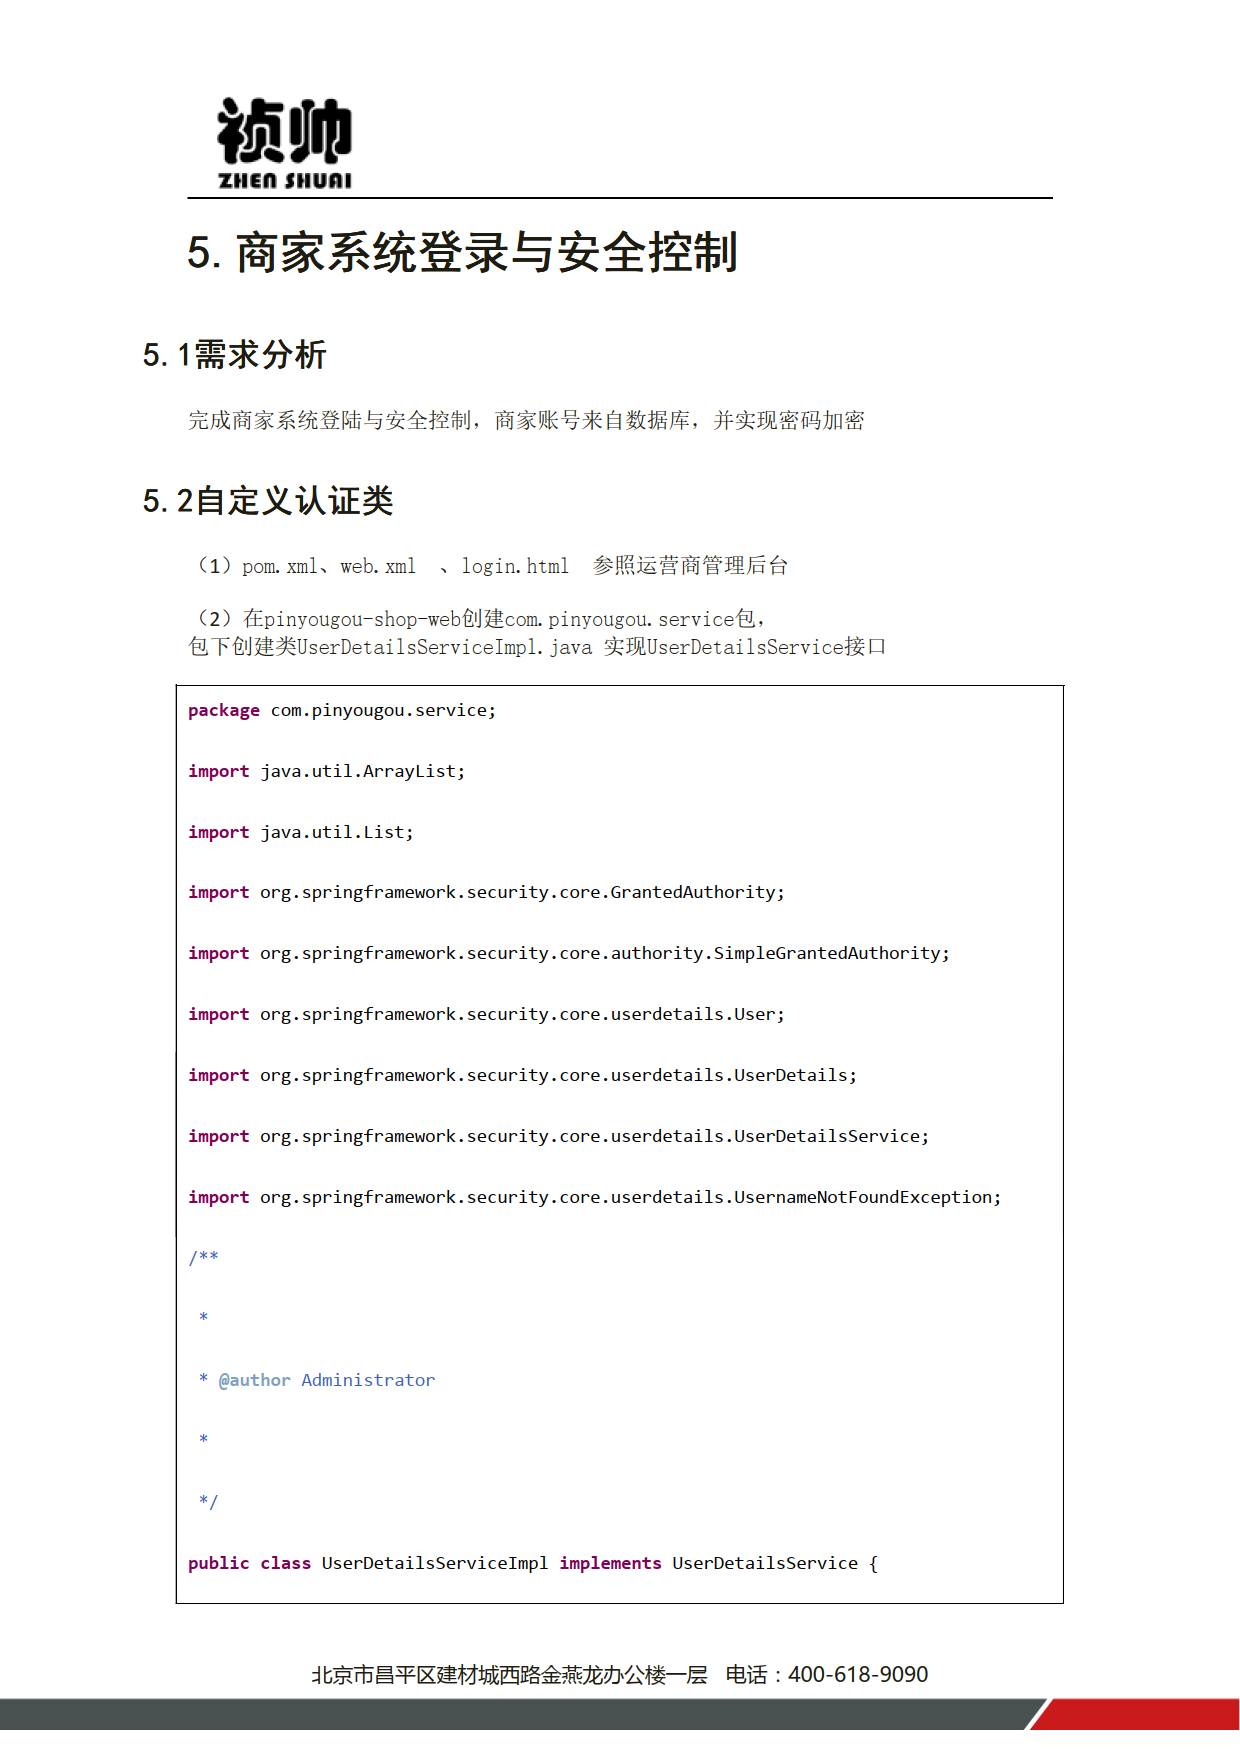 祯帅
ZHEN SHUAI
5. 商家系统登录与安全控制
5.1需求分析
完成商家系统登陆与安全控制，商家账号来自数据库，并实现密码加密
5.2自定义认证类
（1）pom.xml、web.xml 、login.html 参照运营商管理后台
（2）在pinyougou-shop-web创建com.pinyougou.service包，
包下创建类UserDetailsServiceImpl.java 实现UserDetailsService接口
package com.pinyougou.service;
import java.util.ArrayList;
import java.util.List;
import org.springframework.security.core.GrantedAuthority;
import org.springframework.security.core.authority.SimpleGrantedAuthority;
import org.springframework.security.core.userdetails.User;
import org.springframework.security.core.userdetails.UserDetails;
import org.springframework.security.core.userdetails.UserDetailsService;
import org.springframework.security.core.userdetails.UsernameNotFoundException;
/**
*
* @author Administrator
*
*/
public class UserDetailsServiceImpl implements UserDetailsService {
北京市昌平区建材城西路金燕龙办公楼一层 电话：400-618-9090